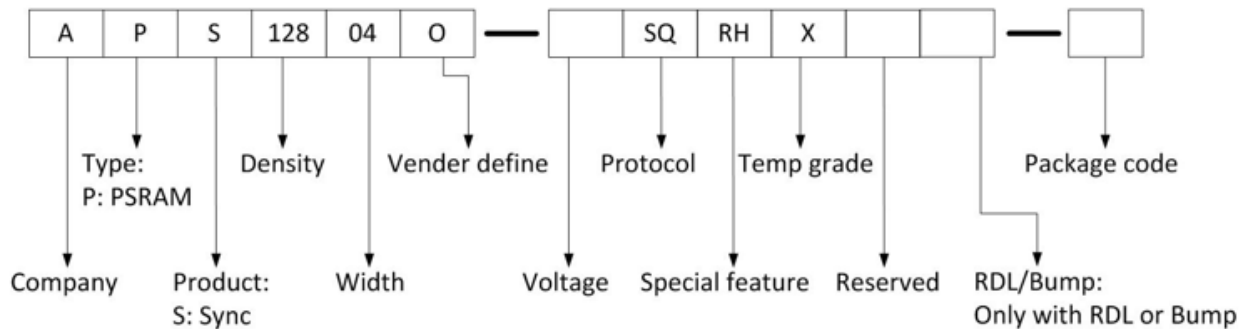 A P S 128 04 O SQ RH X
Type: Density Vender define Protocol Temp grade Package code
P: PSRAM
Company Product: Width Voltage Special feature Reserved RDL/Bump:
S: Sync Only with RDL or Bump